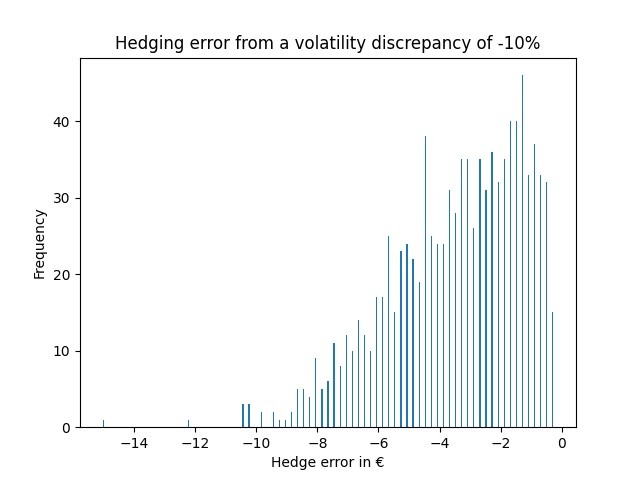 Hedging error from a volatility discrepancy of -10%
Frequency
40
30
20
10
0
−14 −12 −10 −8 −6 −4 −2 0
Hedge error in €